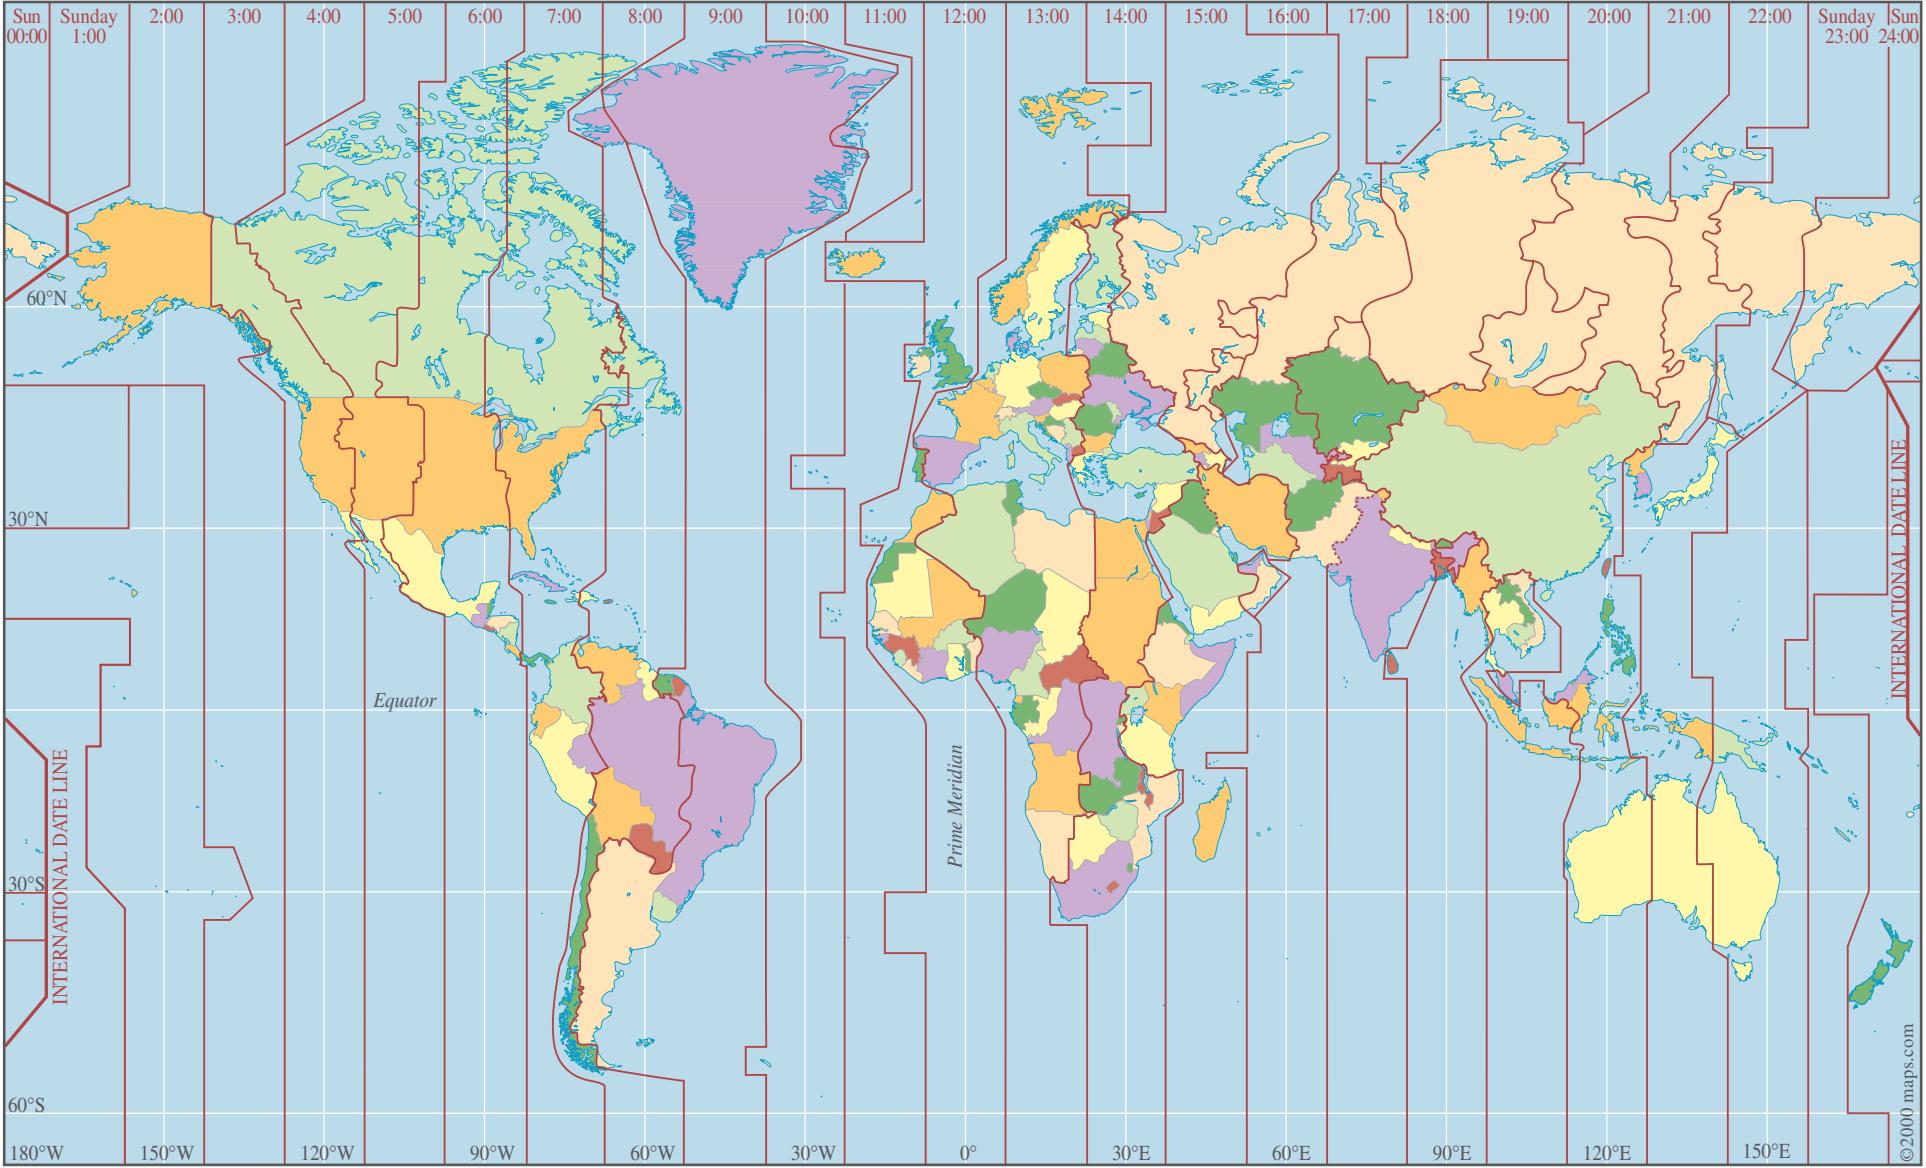 Sun Sunday 2:00 3:00 4:00 5:00 6:00 7:00 8:00 9:00 10:00 11:00 12:00 13:00 14:00 15:00 16:00 17:00 18:00 19:00 20:00 21:00 22:00 Sunday Sun
00:00 1:00 23:00 24:00
60°N
30°N
Equator
Prime Meridian
INTERNATIONAL DATE LINE
INTERNATIONAL DATE LINE
30°S
60°S
180°W 150°W 120°W 90°W 60°W 30°W 0° 30°E 60°E 90°E 120°E 150°E
©2000 maps.com